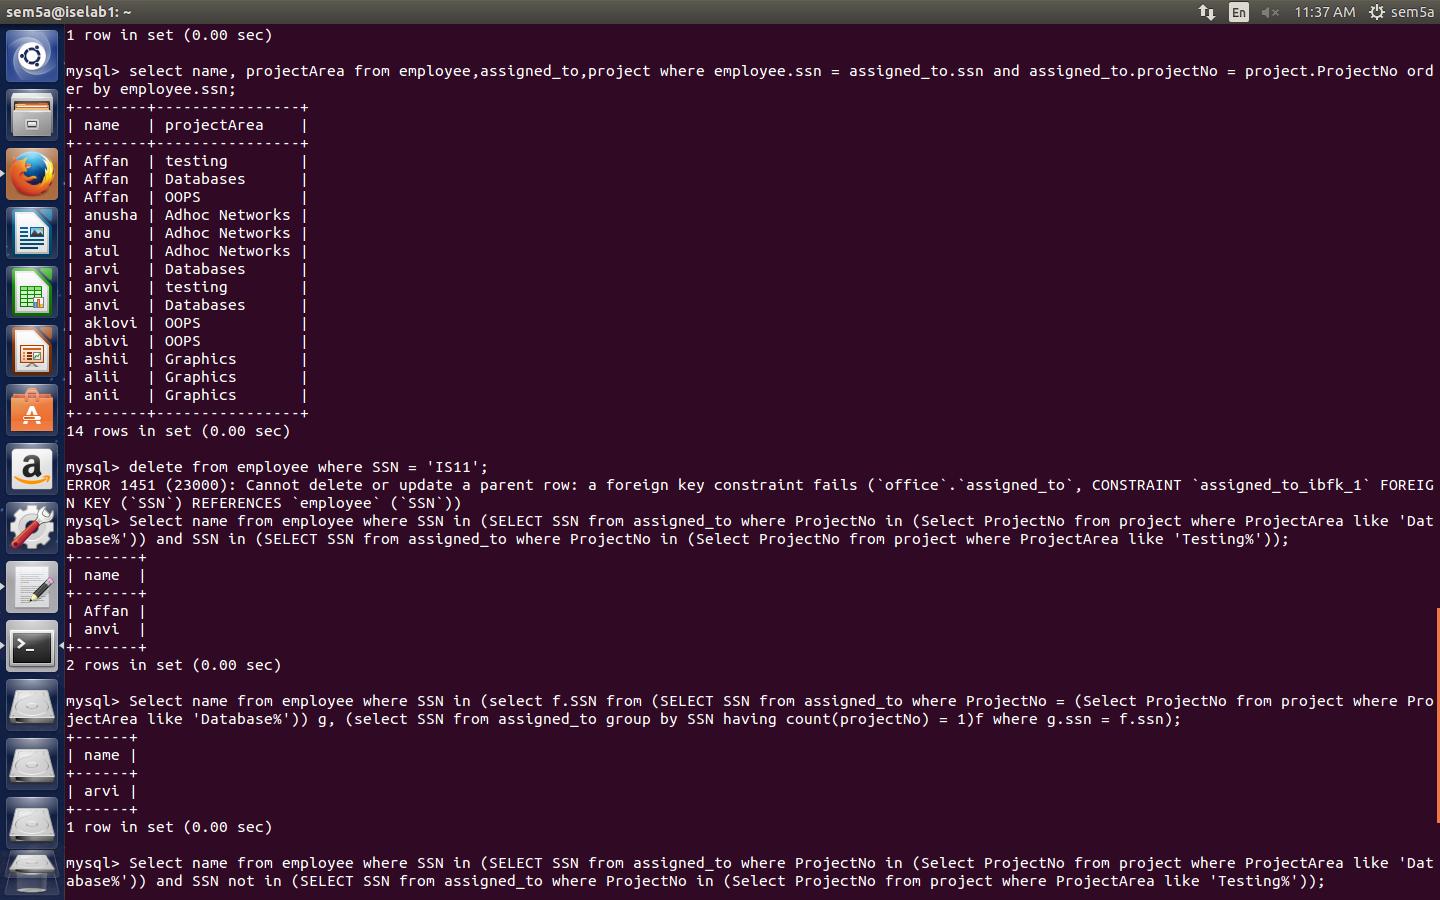 sem5a@iselab1: ~
En
11:37 AM
sem5a
1 row in set (0.00 sec)
mysql> select name, projectArea from employee,assigned_to,project where employee.ssn = assigned_to.ssn and assigned_to.projectNo = project.ProjectNo ord
er by employee.ssn;
+--------+----------------+
| name   | projectArea    |
+--------+----------------+
| Affan  | testing        |
| Affan  | Databases      |
| Affan  | OOPS           |
| anusha | Adhoc Networks |
| anu    | Adhoc Networks |
| atul   | Adhoc Networks |
| arvi   | Databases      |
| anvi   | testing        |
| anvi   | Databases      |
| aklovi | OOPS           |
| abivi  | OOPS           |
| ashii  | Graphics       |
| alii   | Graphics       |
| anii   | Graphics       |
+--------+----------------+
14 rows in set (0.00 sec)
mysql> delete from employee where SSN = 'IS11';
ERROR 1451 (23000): Cannot delete or update a parent row: a foreign key constraint fails (`office`.`assigned_to`, CONSTRAINT `assigned_to_ibfk_1` FOREIG
N KEY (`SSN`) REFERENCES `employee` (`SSN`))
mysql> Select name from employee where SSN in (SELECT SSN from assigned_to where ProjectNo in (Select ProjectNo from project where ProjectArea like 'Dat
abase%')) and SSN in (SELECT SSN from assigned_to where ProjectNo in (Select ProjectNo from project where ProjectArea like 'Testing%'));
+-------+
| name  |
+-------+
| Affan |
| anvi  |
+-------+
2 rows in set (0.00 sec)
mysql> Select name from employee where SSN in (select f.SSN from (SELECT SSN from assigned_to where ProjectNo = (Select ProjectNo from project where Pro
jectArea like 'Database%')) g, (select SSN from assigned_to group by SSN having count(projectNo) = 1)f where g.ssn = f.ssn);
+------+
| name |
+------+
| arvi |
+------+
1 row in set (0.00 sec)
mysql> Select name from employee where SSN in (SELECT SSN from assigned_to where ProjectNo in (Select ProjectNo from project where ProjectArea like 'Dat
abase%')) and SSN not in (SELECT SSN from assigned_to where ProjectNo in (Select ProjectNo from project where ProjectArea like 'Testing%'));